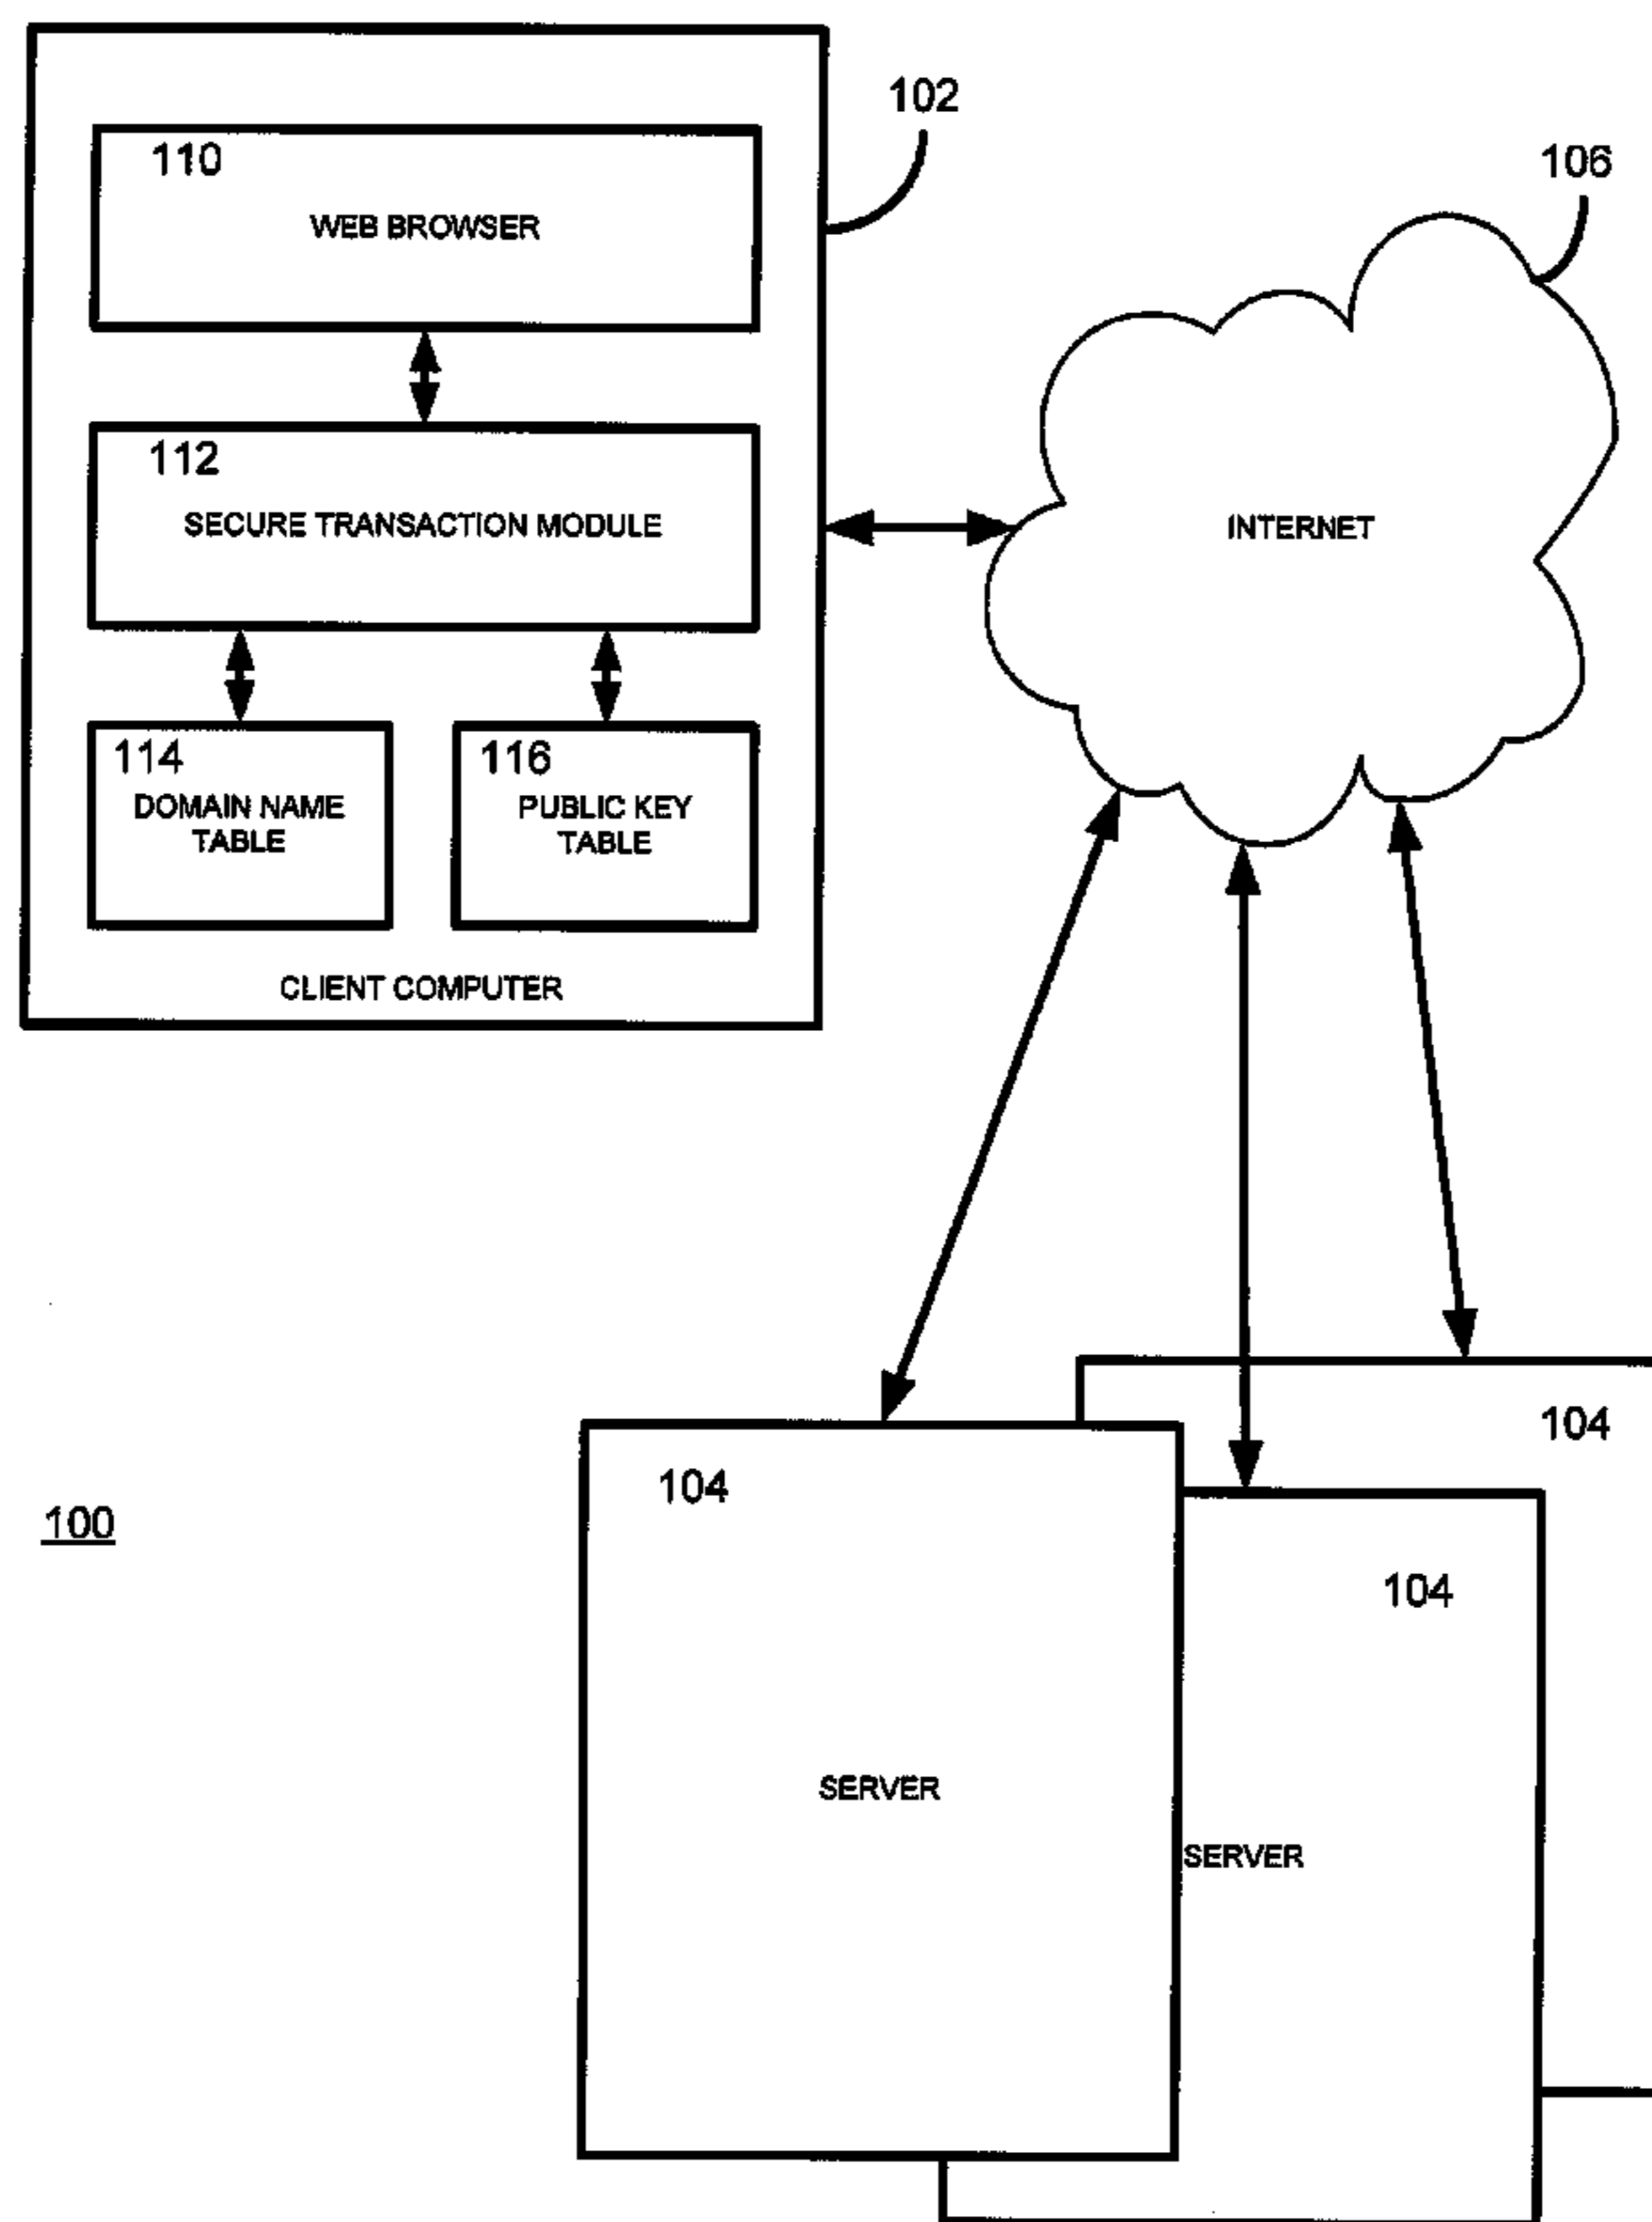 102
106
110
WEB BROWSER
112
SECURE TRANSACTION MODULE
INTERNET
114
DOMAIN NAME
TABLE
116
PUBLIC KEY
TABLE
CLIENT COMPUTER
104
104
100
104
SERVER
SERVER